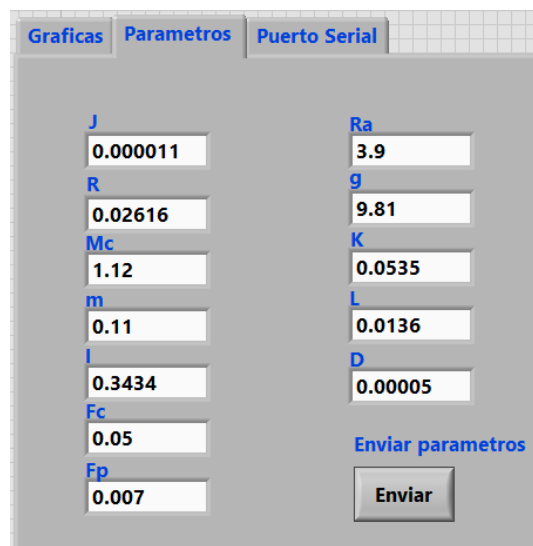 Graficas Parametros Puerto Serial
J
0.000011
R
0.02616
Mc
1.12
m
0.11
l
0.3434
Fc
0.05
Fp
0.007
Ra
3.9
g
9.81
K
0.0535
L
0.0136
D
0.00005
Enviar parametros
Enviar